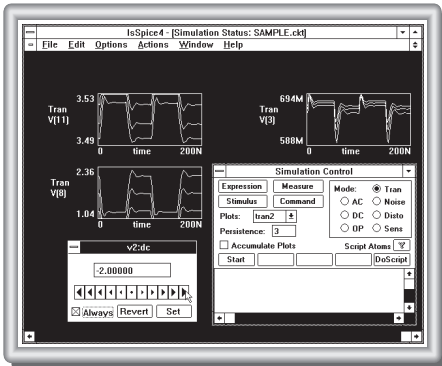 IsSpice4 - [Simulation Status: SAMPLE.ckt]
File Edit Options Actions Window Help
Tran
V(11)
3.53
3.49
0 time 200N
Tran
V(3)
694M
588M
0 time 200N
Tran
V(8)
2.36
1.04
0 time 200N
Simulation Control
Expression Measure
Stimulus Command
Plots: tran2
Persistence: 3
Accumulate Plots
Mode: Tran
AC Noise
DC Disto
OP Sens
Script Atoms
Start DoScript
v2:dc
-2.00000
Always Revert Set